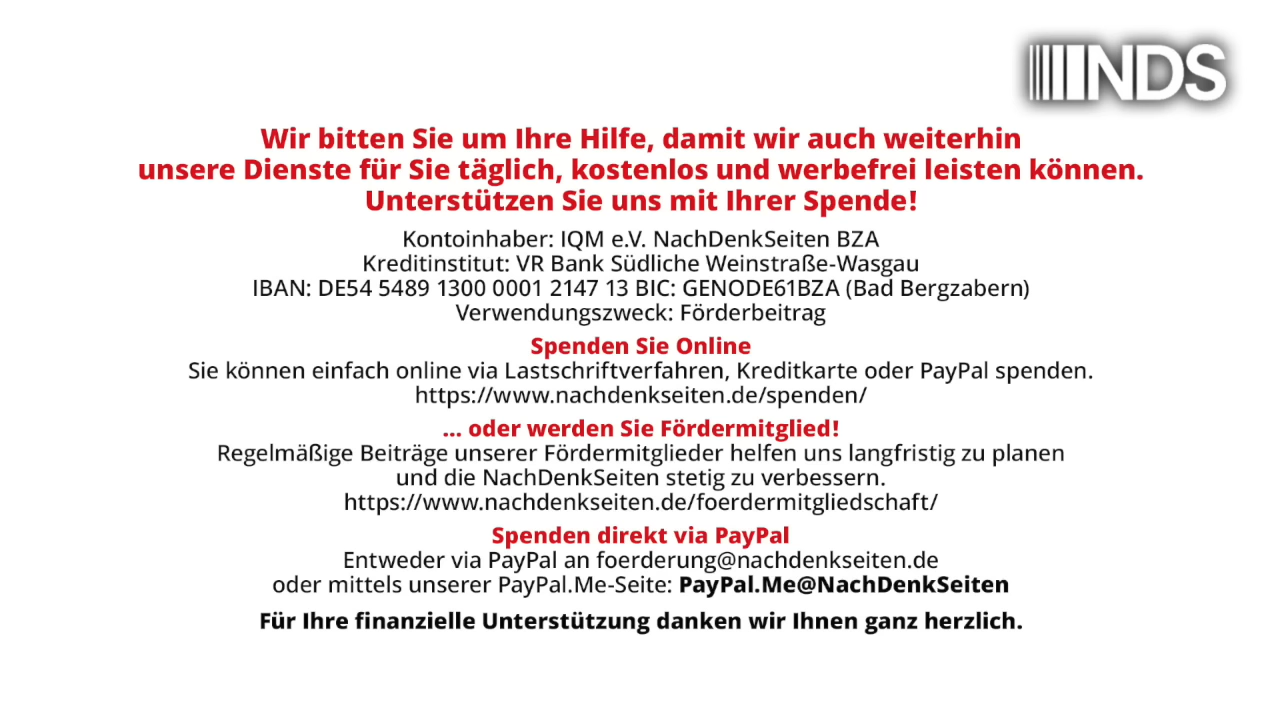 NDS
Wir bitten Sie um Ihre Hilfe, damit wir auch weiterhin
unsere Dienste für Sie täglich, kostenlos und werbefrei leisten können.
Unterstützen Sie uns mit Ihrer Spende!
Kontoinhaber: IQM e.V. NachDenkSeiten BZA
Kreditinstitut: VR Bank Südliche Weinstraße-Wasgau
IBAN: DE54 5489 1300 0001 2147 13 BIC: GENODE61BZA (Bad Bergzabern)
Verwendungszweck: Förderbeitrag
Spenden Sie Online
Sie können einfach online via Lastschriftverfahren, Kreditkarte oder PayPal spenden.
https://www.nachdenkseiten.de/spenden/
... oder werden Sie Fördermitglied!
Regelmäßige Beiträge unserer Fördermitglieder helfen uns langfristig zu planen
und die NachDenkSeiten stetig zu verbessern.
https://www.nachdenkseiten.de/foerdermitgliedschaft/
Spenden direkt via PayPal
Entweder via PayPal an foerderung@nachdenkseiten.de
oder mittels unserer PayPal.Me-Seite: PayPal.Me@NachDenkSeiten
Für Ihre finanzielle Unterstützung danken wir Ihnen ganz herzlich.